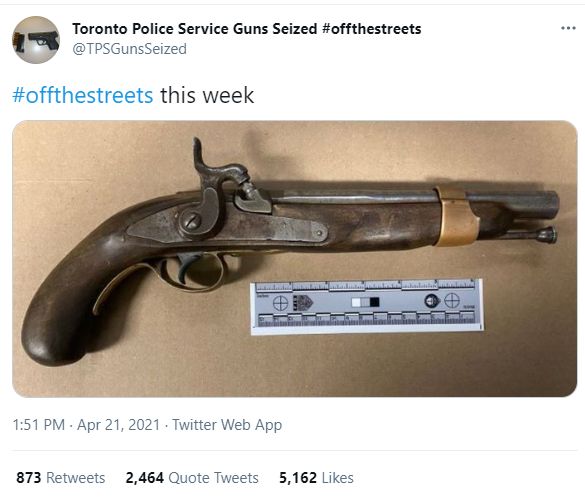 Toronto Police Service Guns Seized #offthestreets
@TPSGunsSeized
#offthestreets this week
1:51 PM · Apr 21, 2021 · Twitter Web App
873 Retweets 2,464 Quote Tweets 5,162 Likes